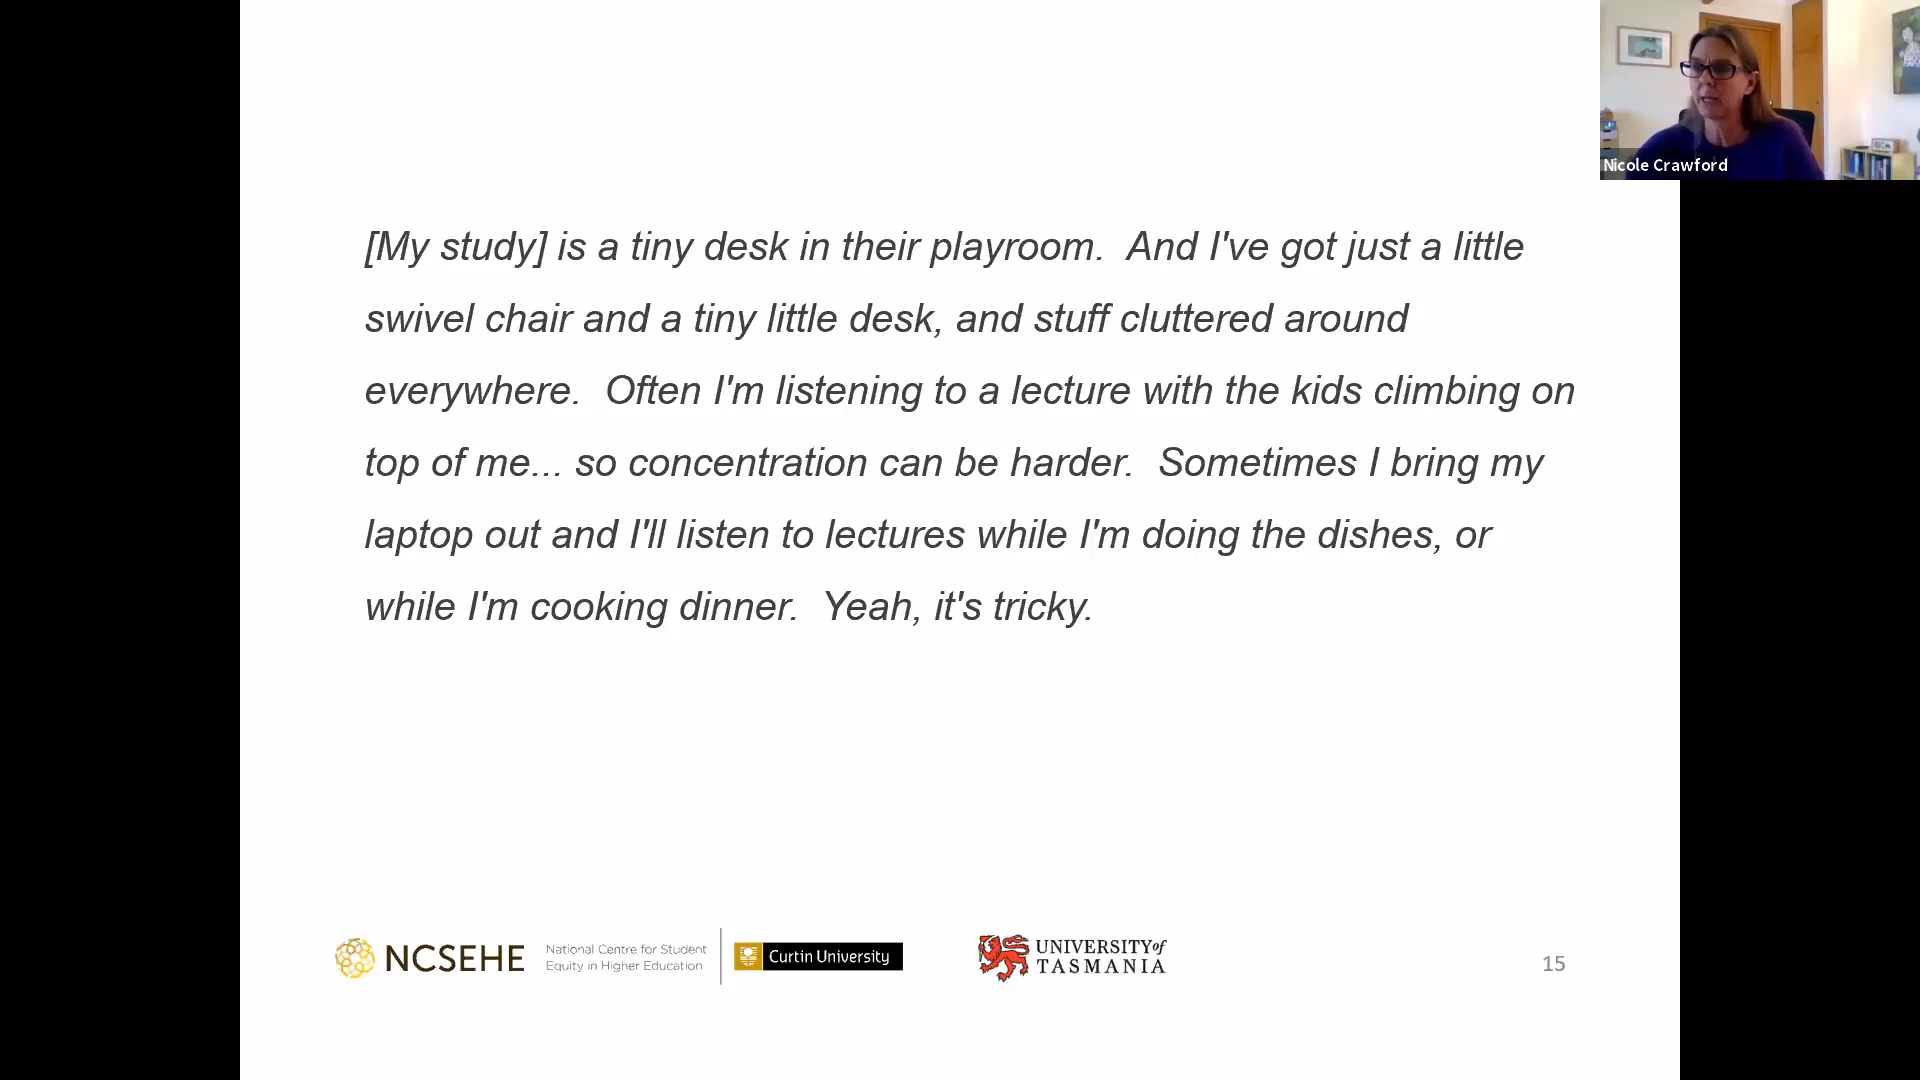 Nicole Crawford
[My study] is a tiny desk in their playroom.  And I've got just a little
swivel chair and a tiny little desk, and stuff cluttered around
everywhere.  Often I'm listening to a lecture with the kids climbing on
top of me... so concentration can be harder.  Sometimes I bring my
laptop out and I'll listen to lectures while I'm doing the dishes, or
while I'm cooking dinner.  Yeah, it's tricky.
NCSEHE
National Centre for Student
Equity in Higher Education
Curtin University
UNIVERSITY of
TASMANIA
15